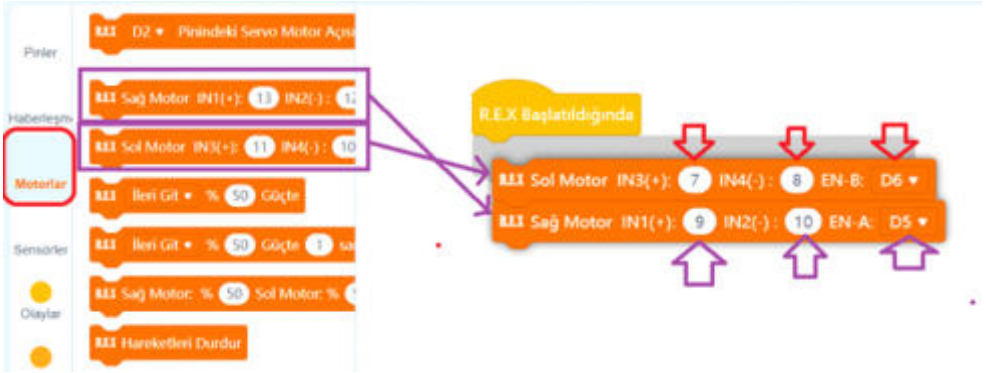 Pinler
Haberleşm
Motorlar
Sensörler
Olaylar
R.E.X D2 Pinindeki Servo Motor Açıs
R.E.X Sağ Motor IN1(+): 13 IN2(-) : 12
R.E.X Sol Motor IN3(+): 11 IN4(-) : 10
R.E.X İleri Git % 50 Güçte
R.E.X İleri Git % 50 Güçte 1 sa
R.E.X Sağ Motor: % 50 Sol Motor: %
R.E.X Hareketleri Durdur
R.E.X Başlatıldığında
R.E.X Sol Motor IN3(+): 7 IN4(-) : 8 EN-B: D6
R.E.X Sağ Motor IN1(+): 9 IN2(-) : 10 EN-A: D5